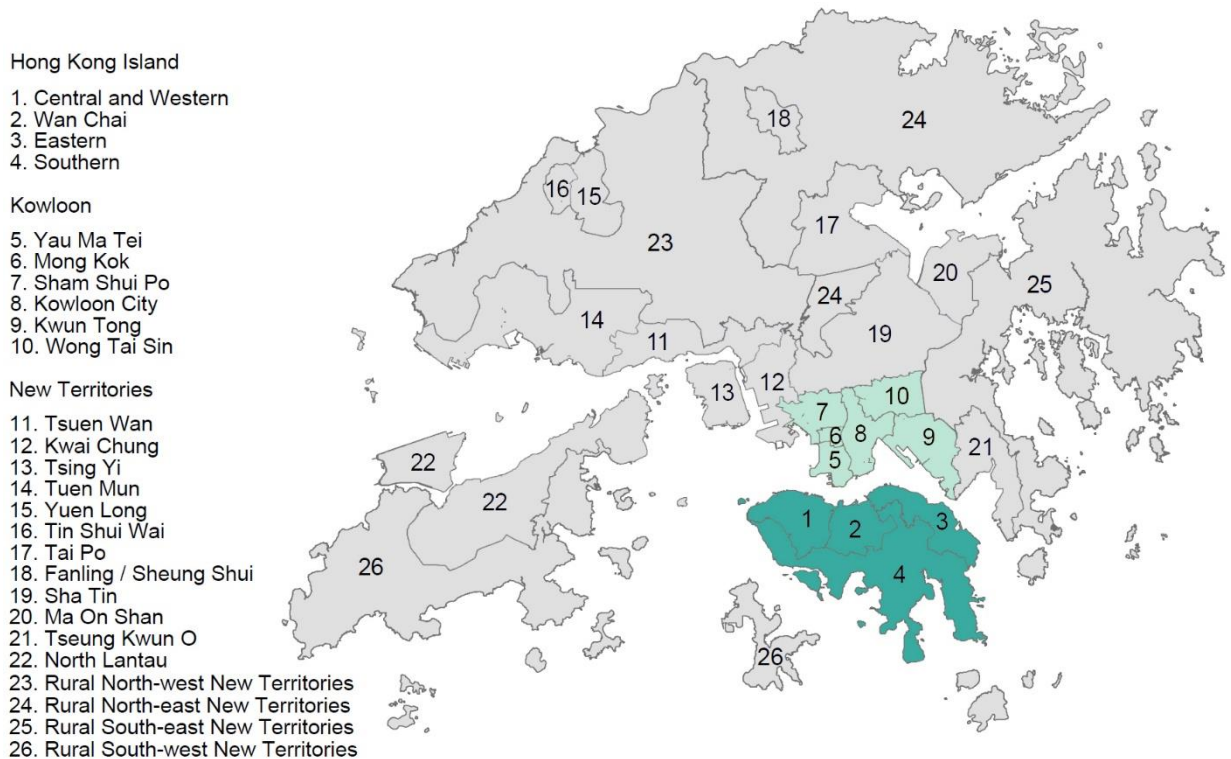 Hong Kong Island
1. Central and Western
2. Wan Chai
3. Eastern
4. Southern
Kowloon
5. Yau Ma Tei
6. Mong Kok
7. Sham Shui Po
8. Kowloon City
9. Kwun Tong
10. Wong Tai Sin
New Territories
11. Tsuen Wan
12. Kwai Chung
13. Tsing Yi
14. Tuen Mun
15. Yuen Long
16. Tin Shui Wai
17. Tai Po
18. Fanling / Sheung Shui
19. Sha Tin
20. Ma On Shan
21. Tseung Kwun O
22. North Lantau
23. Rural North-west New Territories
24. Rural North-east New Territories
25. Rural South-east New Territories
26. Rural South-west New Territories
18
24
16
15
17
23
20
25
24
14
19
11
13
12
10
7
6
8
9
5
21
22
22
1
2
3
26
4
26